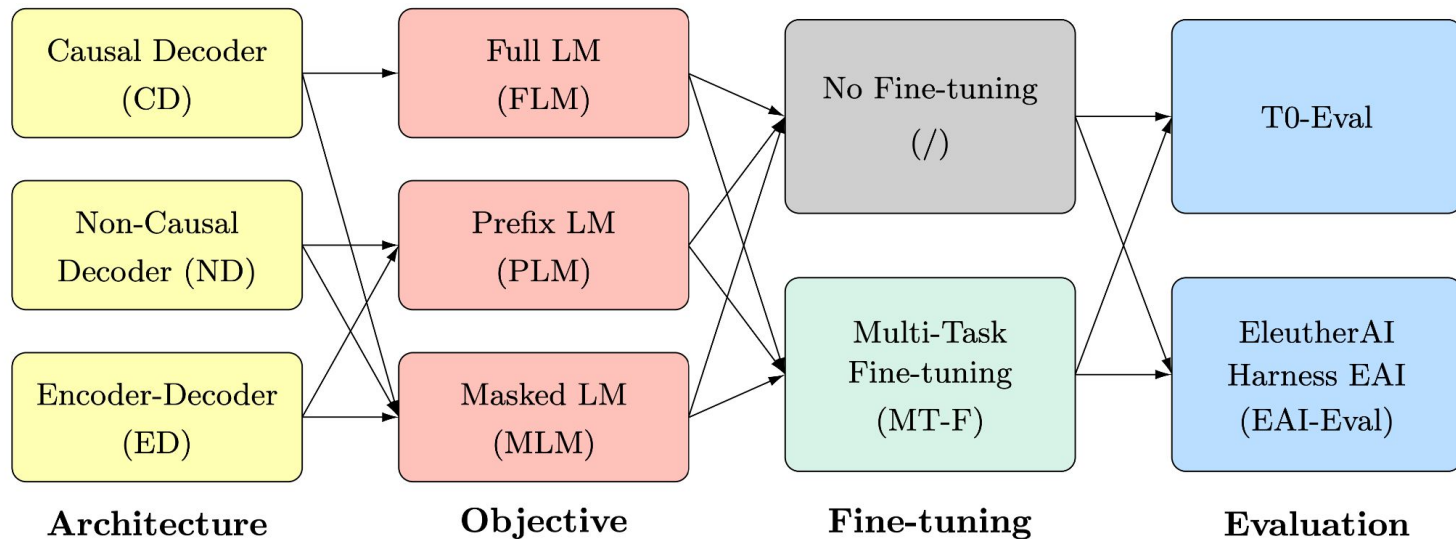 Causal Decoder
(CD)
Non-Causal
Decoder (ND)
Encoder-Decoder
(ED)
Architecture
Full LM
(FLM)
Prefix LM
(PLM)
Masked LM
(MLM)
Objective
No Fine-tuning
(/)
Multi-Task
Fine-tuning
(MT-F)
Fine-tuning
T0-Eval
EleutherAI
Harness EAI
(EAI-Eval)
Evaluation